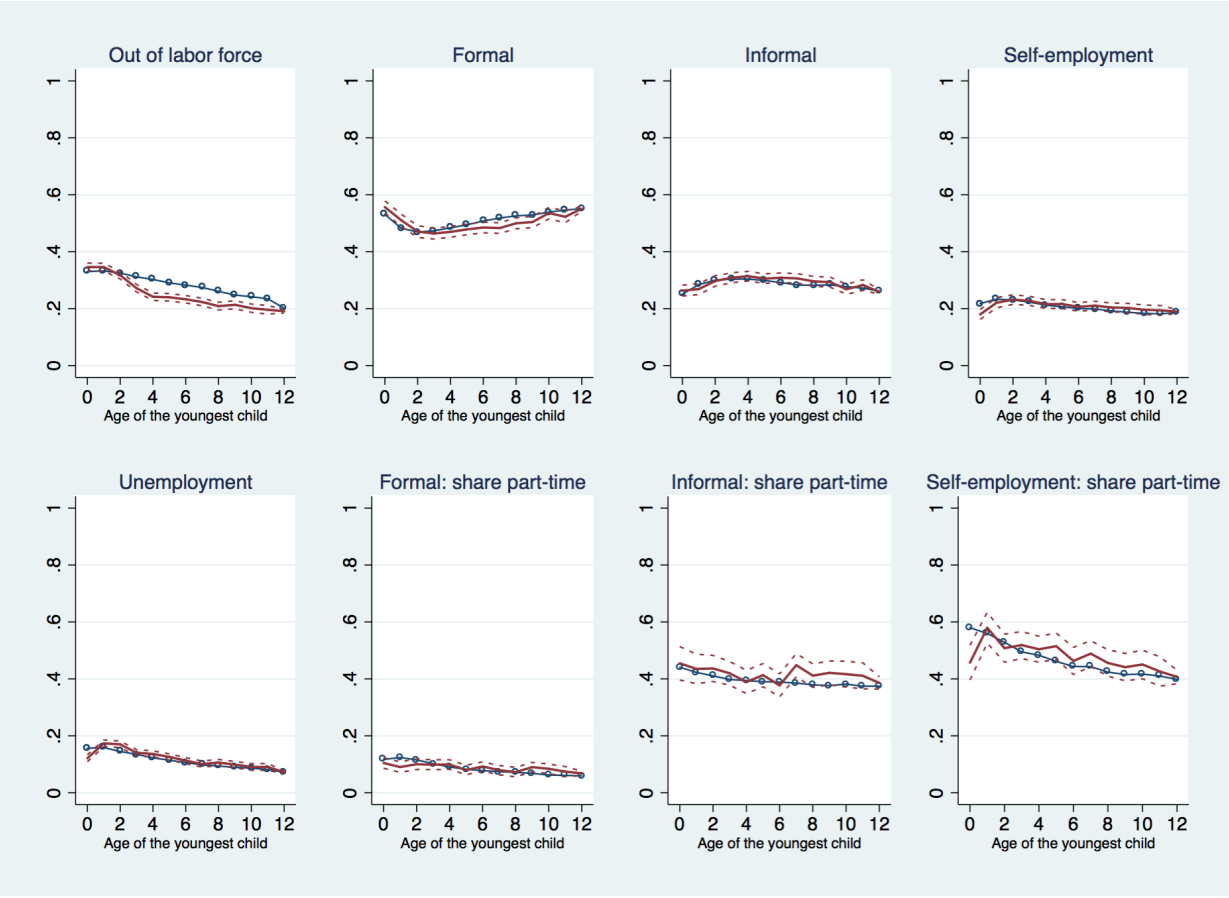 Out of labor force
1
.8
.6
.4
.2
0
0 2 4 6 8 10 12
Age of the youngest child
Formal
1
.8
.6
.4
.2
0
0 2 4 6 8 10 12
Age of the youngest child
Informal
1
.8
.6
.4
.2
0
0 2 4 6 8 10 12
Age of the youngest child
Self-employment
1
.8
.6
.4
.2
0
0 2 4 6 8 10 12
Age of the youngest child
Unemployment
1
.8
.6
.4
.2
0
0 2 4 6 8 10 12
Age of the youngest child
Formal: share part-time
1
.8
.6
.4
.2
0
0 2 4 6 8 10 12
Age of the youngest child
Informal: share part-time
1
.8
.6
.4
.2
0
0 2 4 6 8 10 12
Age of the youngest child
Self-employment: share part-time
1
.8
.6
.4
.2
0
0 2 4 6 8 10 12
Age of the youngest child